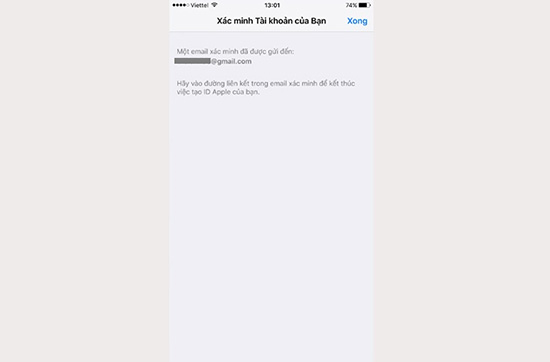 Viettel 13:01 74%
Xác minh Tài khoản của Bạn Xong
Một email xác minh đã được gửi đến:
@gmail.com
Hãy vào đường liên kết trong email xác minh để kết thúc
việc tạo ID Apple của bạn.